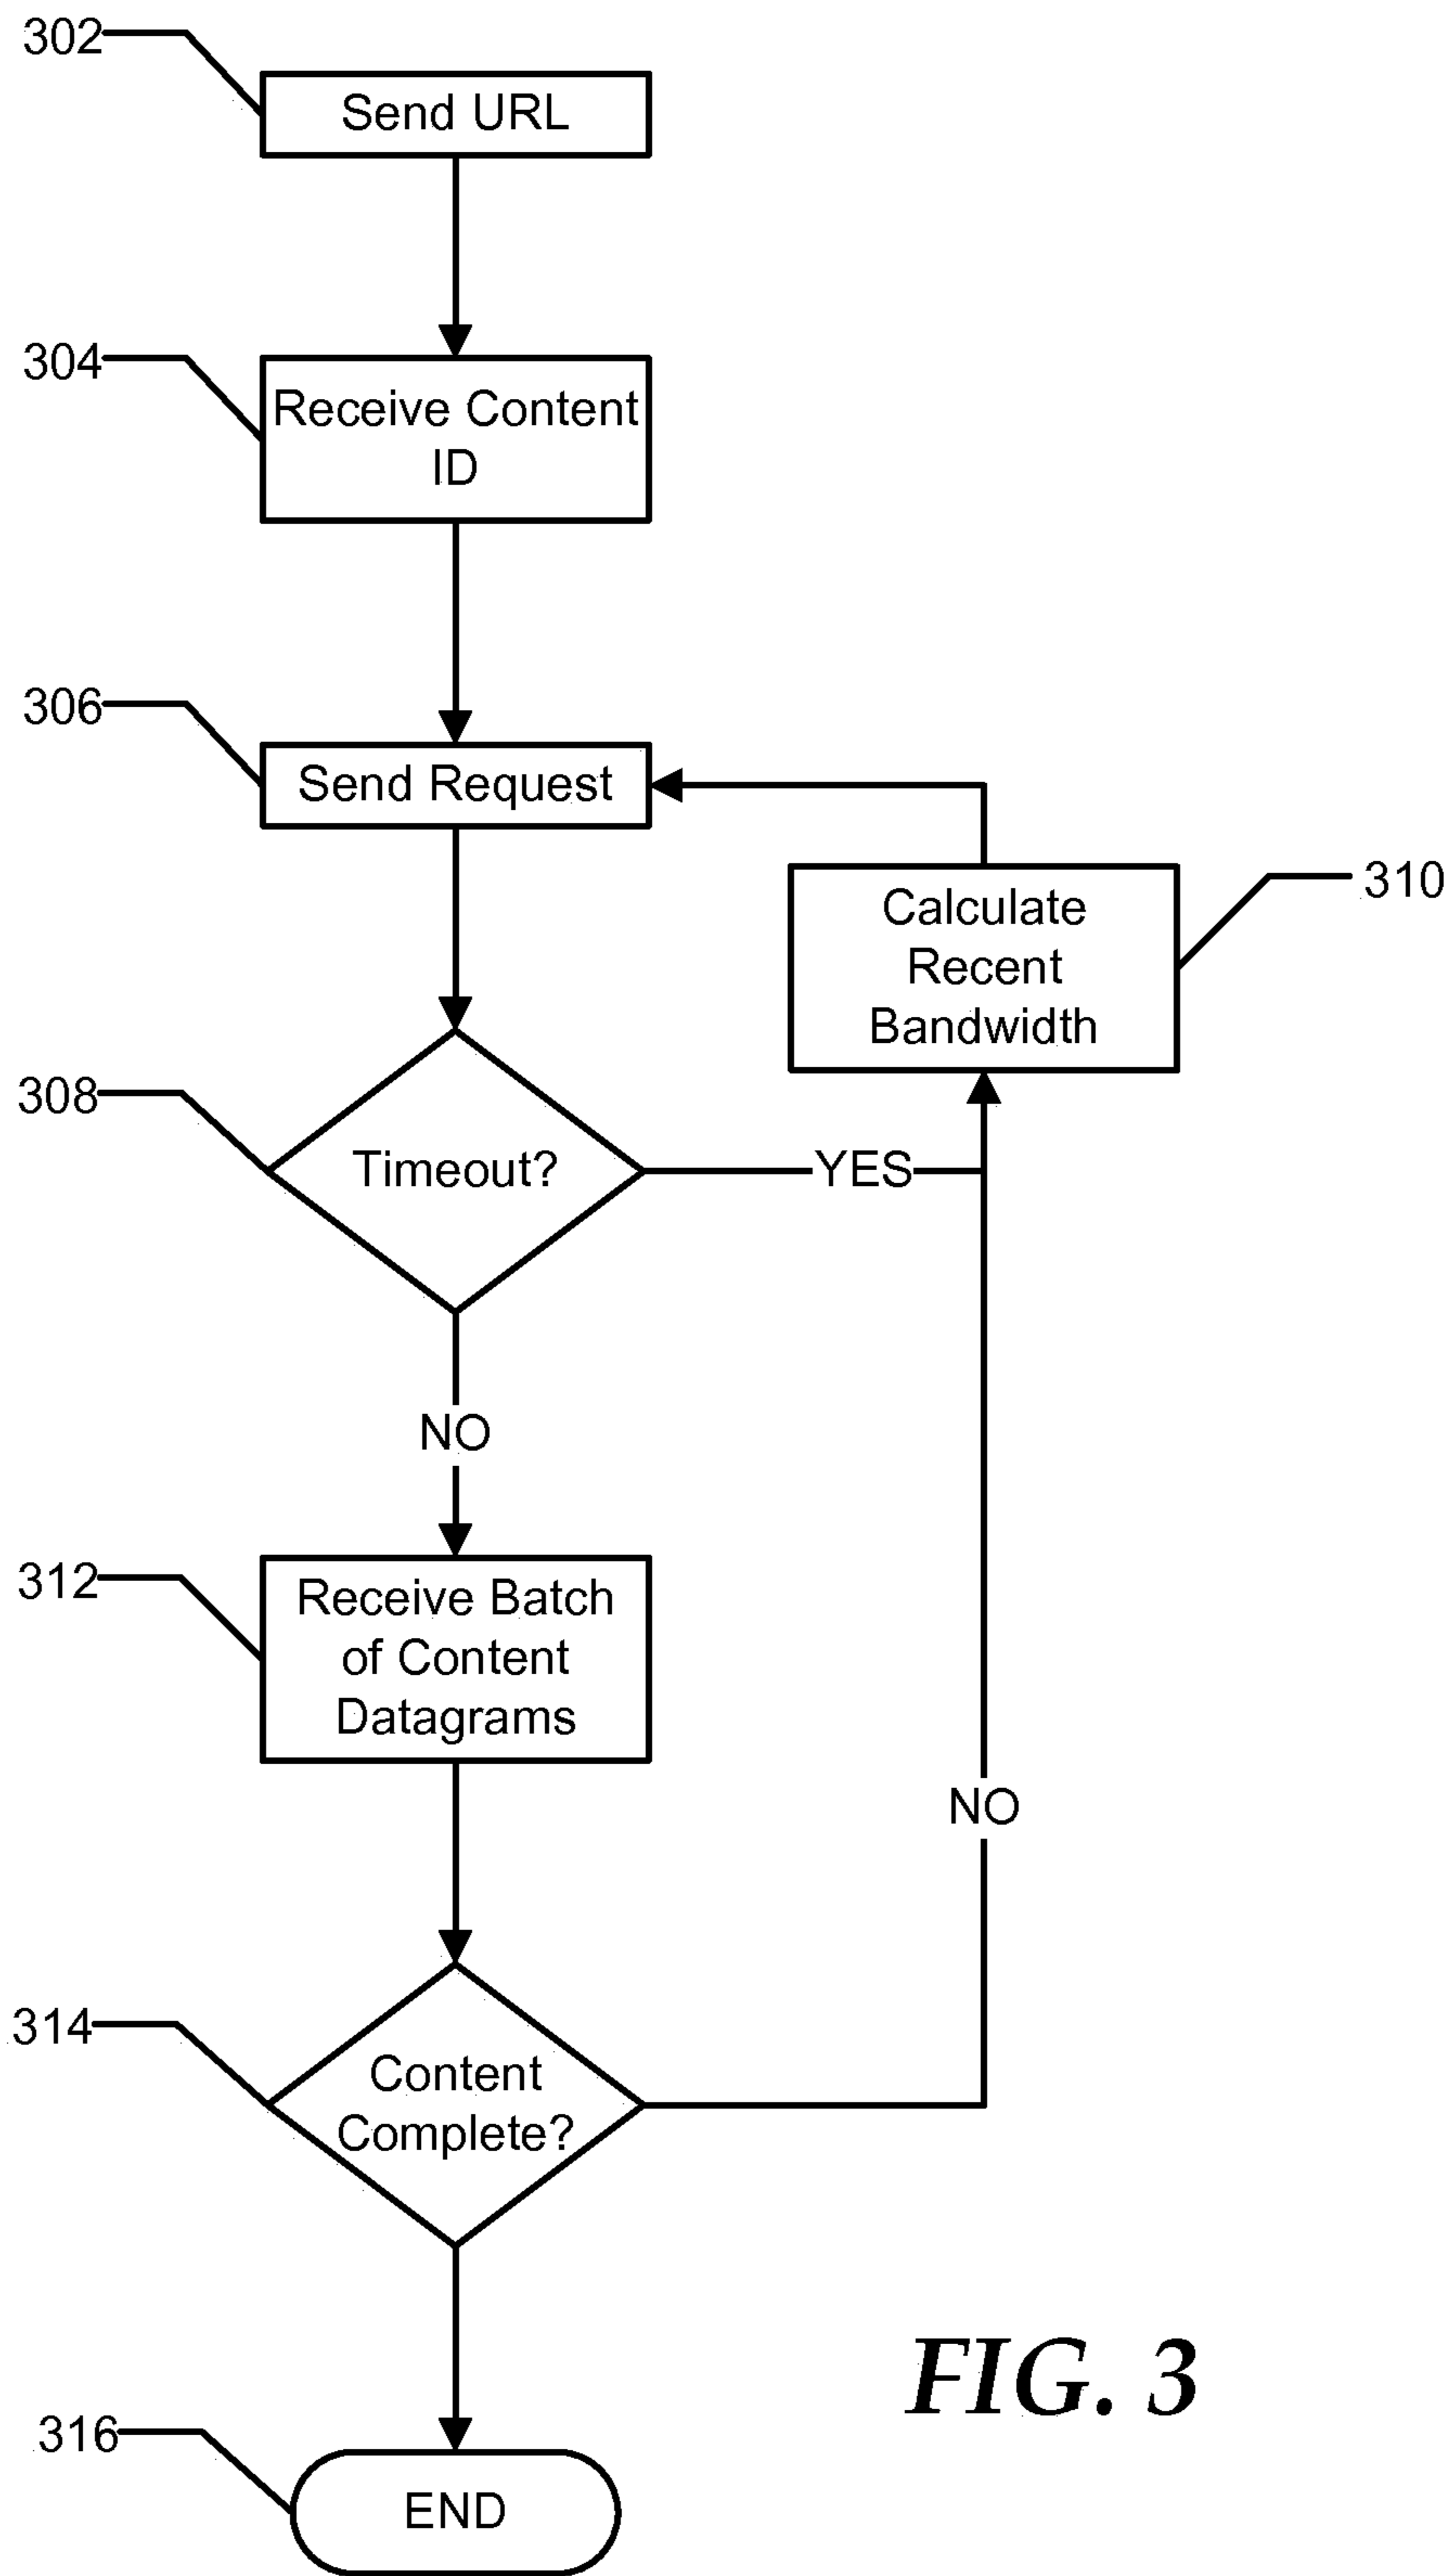 302
Send URL
304
Receive Content
ID
306
Send Request
310
Calculate
Recent
Bandwidth
308
Timeout?
YES
NO
312
Receive Batch
of Content
Datagrams
NO
314
Content
Complete?
FIG. 3
316
END